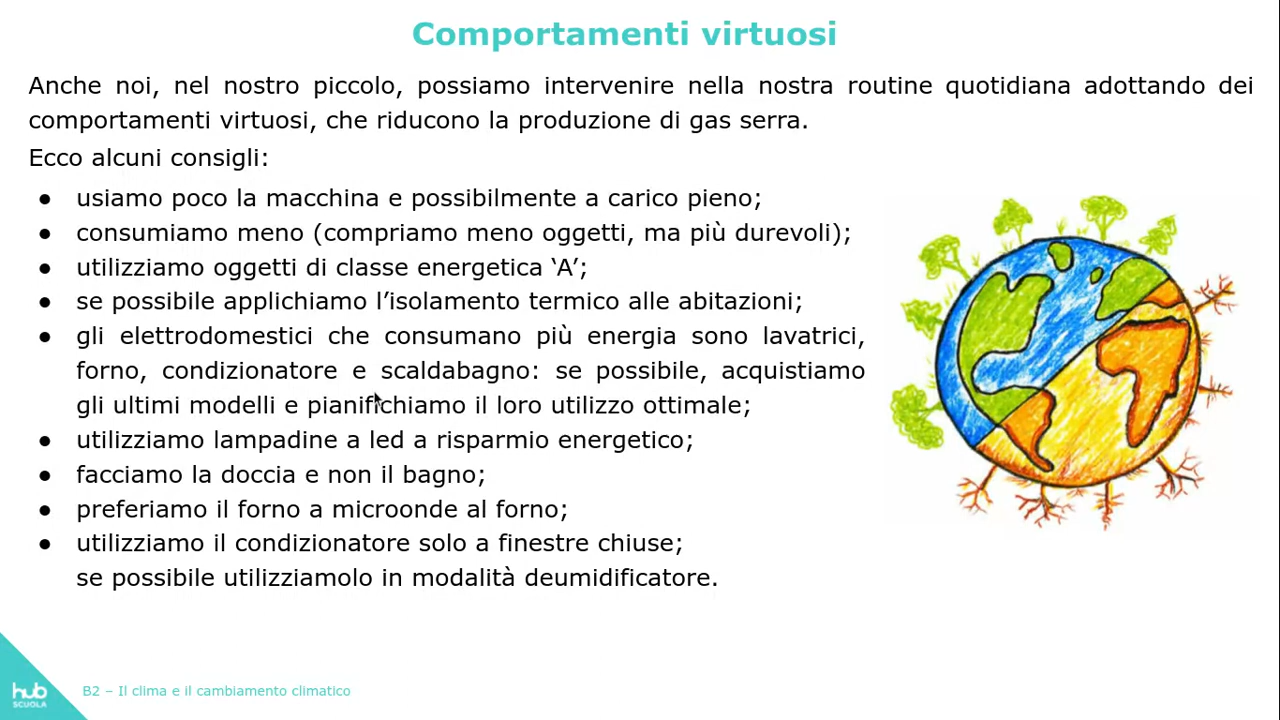 Comportamenti virtuosi
Anche noi, nel nostro piccolo, possiamo intervenire nella nostra routine quotidiana adottando dei
comportamenti virtuosi, che riducono la produzione di gas serra.
Ecco alcuni consigli:
● usiamo poco la macchina e possibilmente a carico pieno;
● consumiamo meno (compriamo meno oggetti, ma più durevoli);
● utilizziamo oggetti di classe energetica ‘A’;
● se possibile applichiamo l’isolamento termico alle abitazioni;
● gli elettrodomestici che consumano più energia sono lavatrici,
forno, condizionatore e scaldabagno: se possibile, acquistiamo
gli ultimi modelli e pianifichiamo il loro utilizzo ottimale;
● utilizziamo lampadine a led a risparmio energetico;
● facciamo la doccia e non il bagno;
● preferiamo il forno a microonde al forno;
● utilizziamo il condizionatore solo a finestre chiuse;
se possibile utilizziamolo in modalità deumidificatore.
hub
SCUOLA
B2 – Il clima e il cambiamento climatico